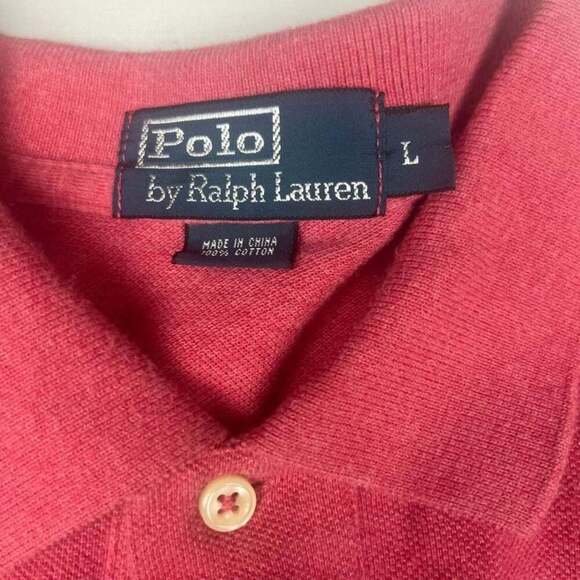 Polo
by Ralph Lauren
L
MADE IN CHINA
100% COTTON